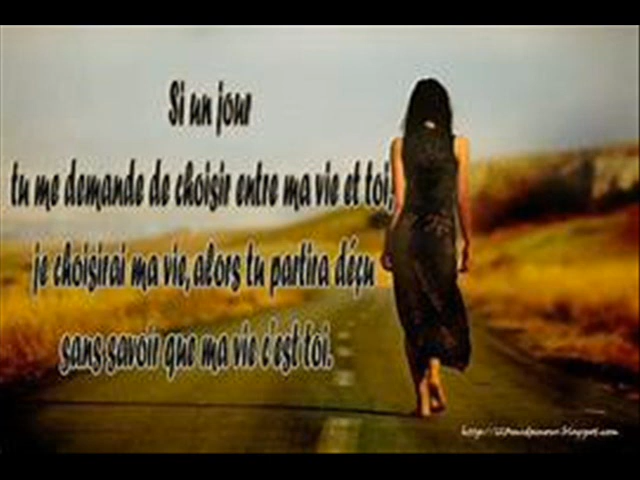 Si un jour
tu me demande de choisir entre ma vie et toi,
je choisirai ma vie, alors tu partira déçu
sans savoir que ma vie c'est toi.